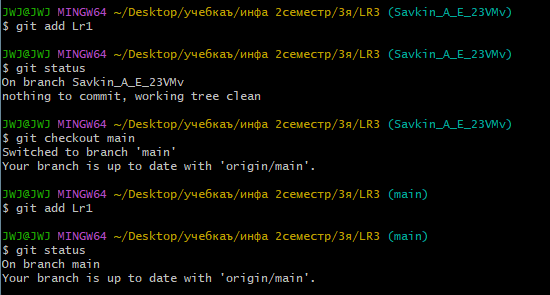 JWJ@JWJ MINGW64 ~/Desktop/учебкаъ/инфа 2семестр/3я/LR3 (Savkin_A_E_23VMv)
$ git add Lr1
JWJ@JWJ MINGW64 ~/Desktop/учебкаъ/инфа 2семестр/3я/LR3 (Savkin_A_E_23VMv)
$ git status
On branch Savkin_A_E_23VMv
nothing to commit, working tree clean
JWJ@JWJ MINGW64 ~/Desktop/учебкаъ/инфа 2семестр/3я/LR3 (Savkin_A_E_23VMv)
$ git checkout main
Switched to branch 'main'
Your branch is up to date with 'origin/main'.
JWJ@JWJ MINGW64 ~/Desktop/учебкаъ/инфа 2семестр/3я/LR3 (main)
$ git add Lr1
JWJ@JWJ MINGW64 ~/Desktop/учебкаъ/инфа 2семестр/3я/LR3 (main)
$ git status
On branch main
Your branch is up to date with 'origin/main'.